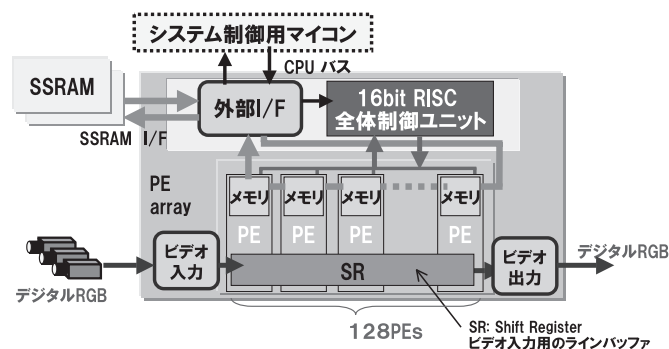 システム制御用マイコン
CPU バス
SSRAM
外部I/F
16bit RISC
全体制御ユニット
SSRAM I/F
PE
array
メモリ
メモリ
メモリ
メモリ
PE
PE
PE
PE
ビデオ
入力
SR
ビデオ
出力
デジタルRGB
デジタルRGB
128PEs
SR: Shift Register
ビデオ入力用のラインバッファ